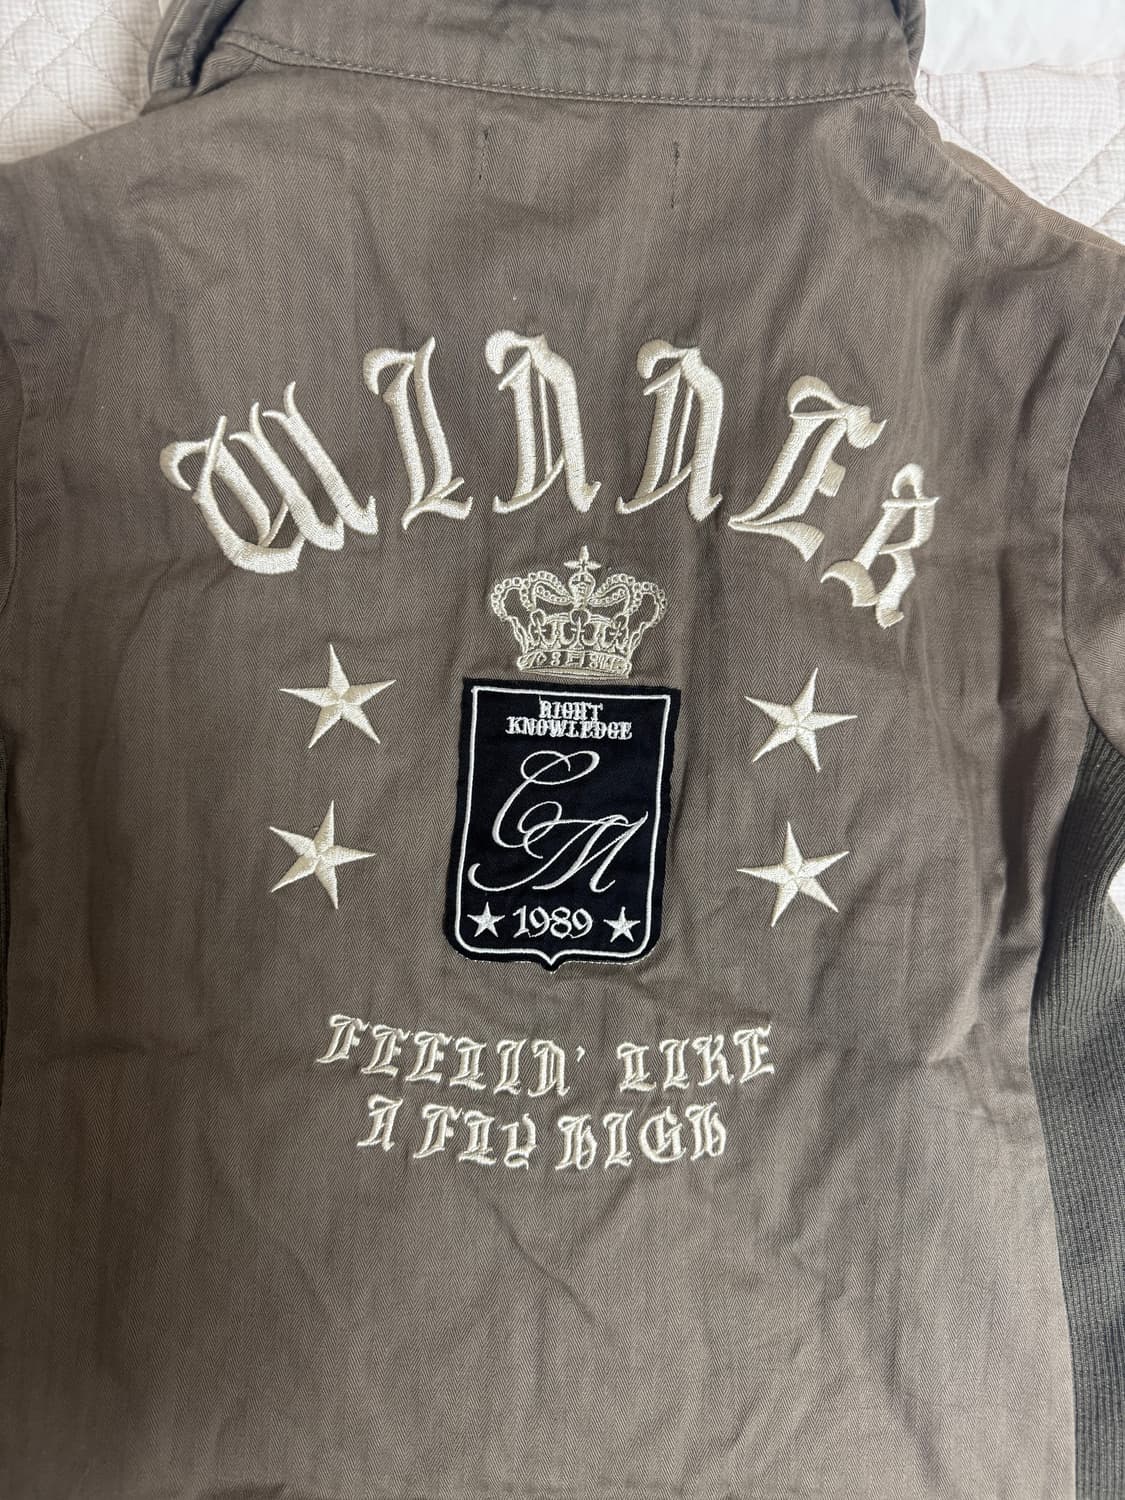 WINNER
RIGHT
KNOWLEDGE
CM
1989
FEELIN' LIKE
A FLY HIGH